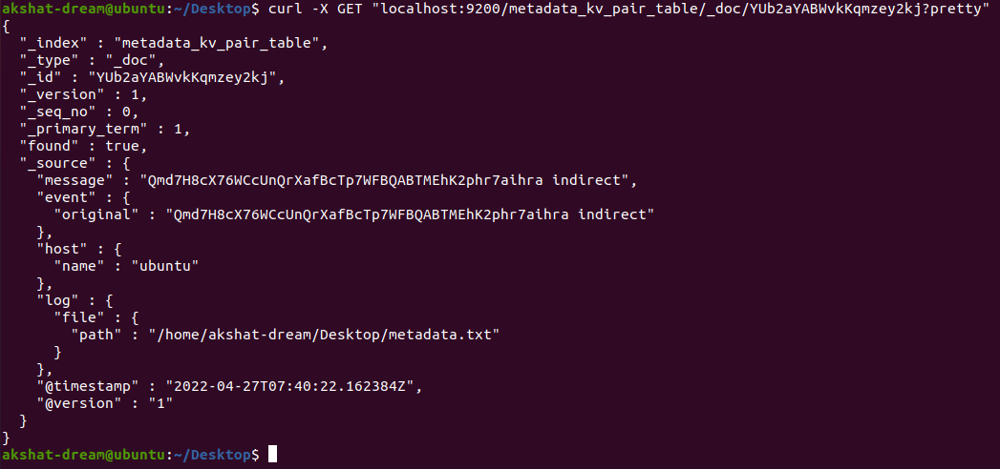 akshat-dream@ubuntu:~/Desktop$ curl -X GET "localhost:9200/metadata_kv_pair_table/_doc/YUb2aYABWvkKqmzey2kj?pretty"
{
  "_index" : "metadata_kv_pair_table",
  "_type" : "_doc",
  "_id" : "YUb2aYABWvkKqmzey2kj",
  "_version" : 1,
  "_seq_no" : 0,
  "_primary_term" : 1,
  "found" : true,
  "_source" : {
    "message" : "Qmd7H8cX76WCcUnQrXafBcTp7WFBQABTMEhK2phr7aihra indirect",
    "event" : {
      "original" : "Qmd7H8cX76WCcUnQrXafBcTp7WFBQABTMEhK2phr7aihra indirect"
    },
    "host" : {
      "name" : "ubuntu"
    },
    "log" : {
      "file" : {
        "path" : "/home/akshat-dream/Desktop/metadata.txt"
      }
    },
    "@timestamp" : "2022-04-27T07:40:22.162384Z",
    "@version" : "1"
  }
}
akshat-dream@ubuntu:~/Desktop$